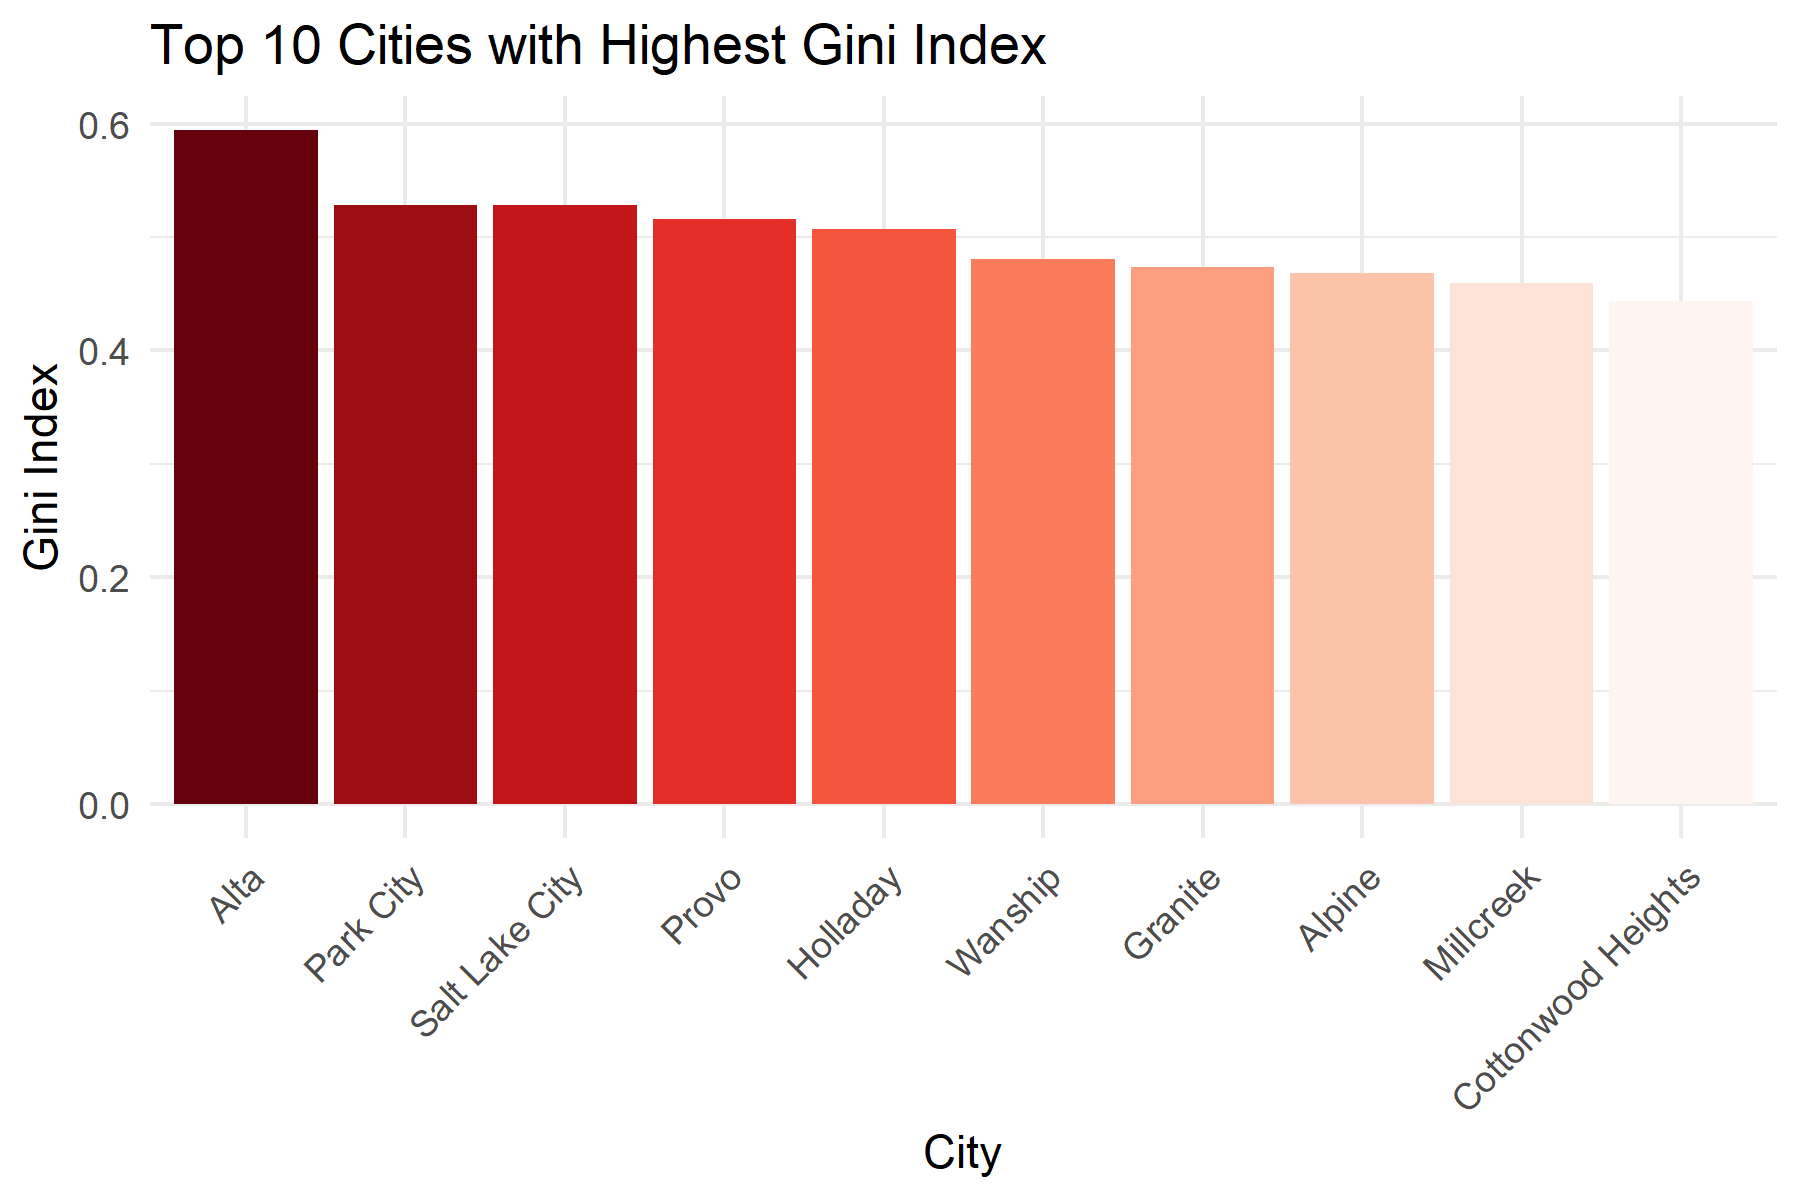 Top 10 Cities with Highest Gini Index
Gini Index
0.6
0.4
0.2
0.0
Alta
Park City
Salt Lake City
Provo
Holladay
Wanship
Granite
Alpine
Millcreek
Cottonwood Heights
City